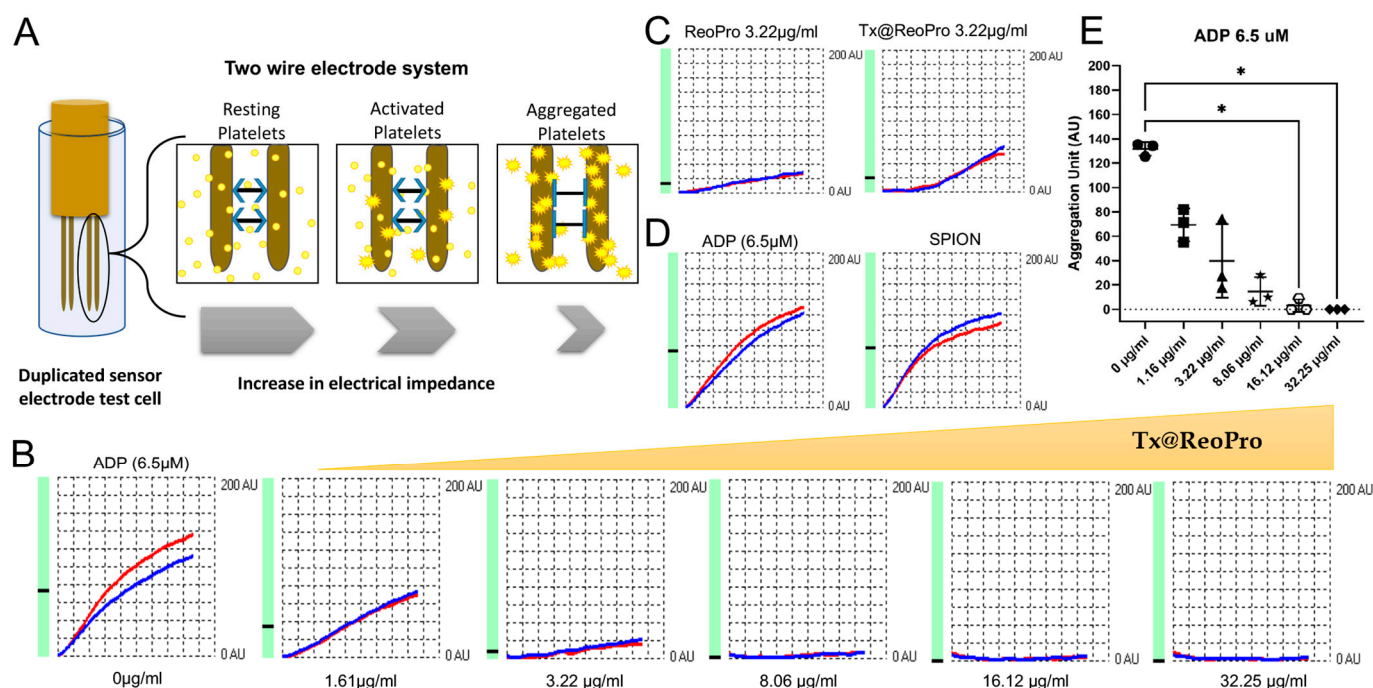 A
Two wire electrode system
Resting
Platelets
Activated
Platelets
Aggregated
Platelets
Duplicated sensor
electrode test cell
Increase in electrical impedance
C
ReoPro 3.22µg/ml
200 AU
0 AU
Tx@ReoPro 3.22µg/ml
200 AU
0 AU
D
ADP (6.5µM)
200 AU
0 AU
SPION
200 AU
0 AU
E
ADP 6.5 uM
Aggregation Unit (AU)
200
180
160
140
120
100
80
60
40
20
0
*
*
0 µg/ml
1.16 µg/ml
3.22 µg/ml
8.06 µg/ml
16.12 µg/ml
32.25 µg/ml
Tx@ReoPro
B
ADP (6.5µM)
200 AU
0 AU
0µg/ml
200 AU
0 AU
1.61µg/ml
200 AU
0 AU
3.22 µg/ml
200 AU
0 AU
8.06 µg/ml
200 AU
0 AU
16.12 µg/ml
200 AU
0 AU
32.25 µg/ml